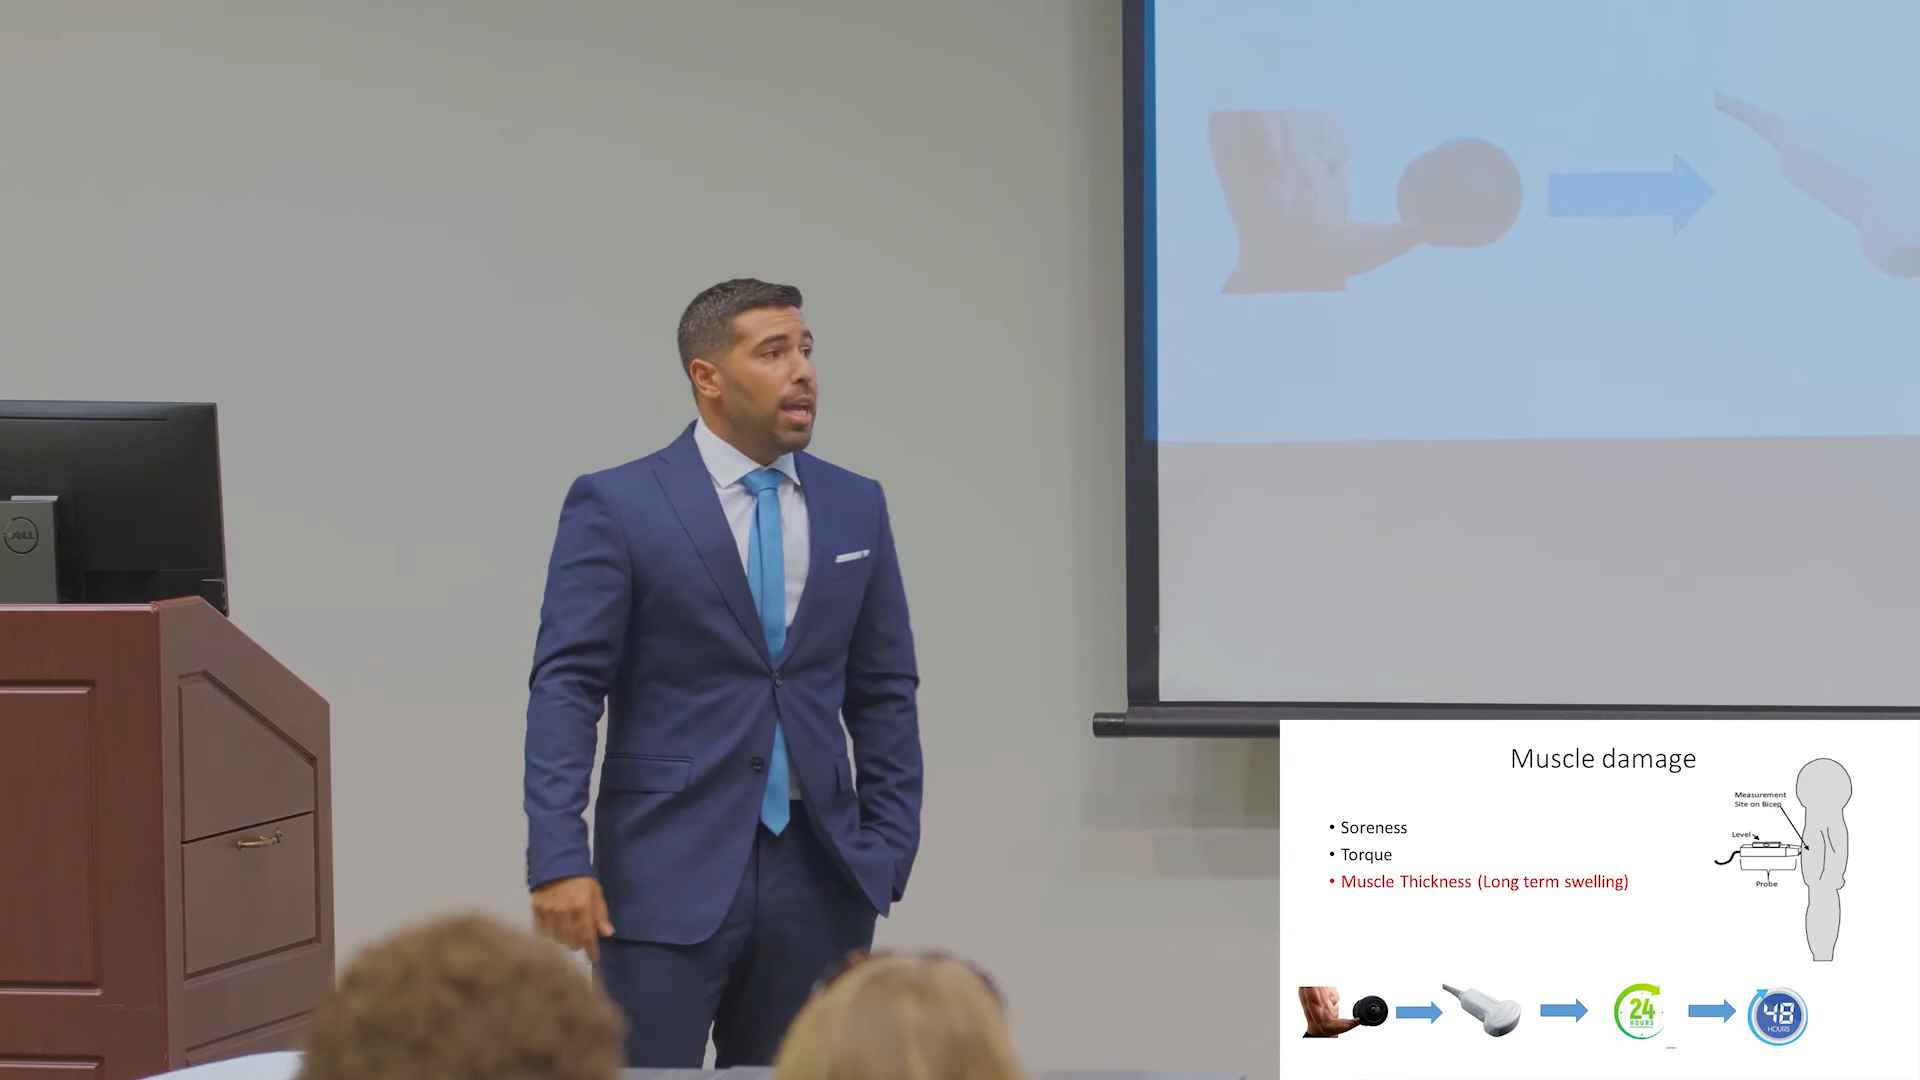 DELL
Muscle damage
Measurement
Site on Bicep
Level
Probe
• Soreness
• Torque
• Muscle Thickness (Long term swelling)
24
HOURS
48
HOURS